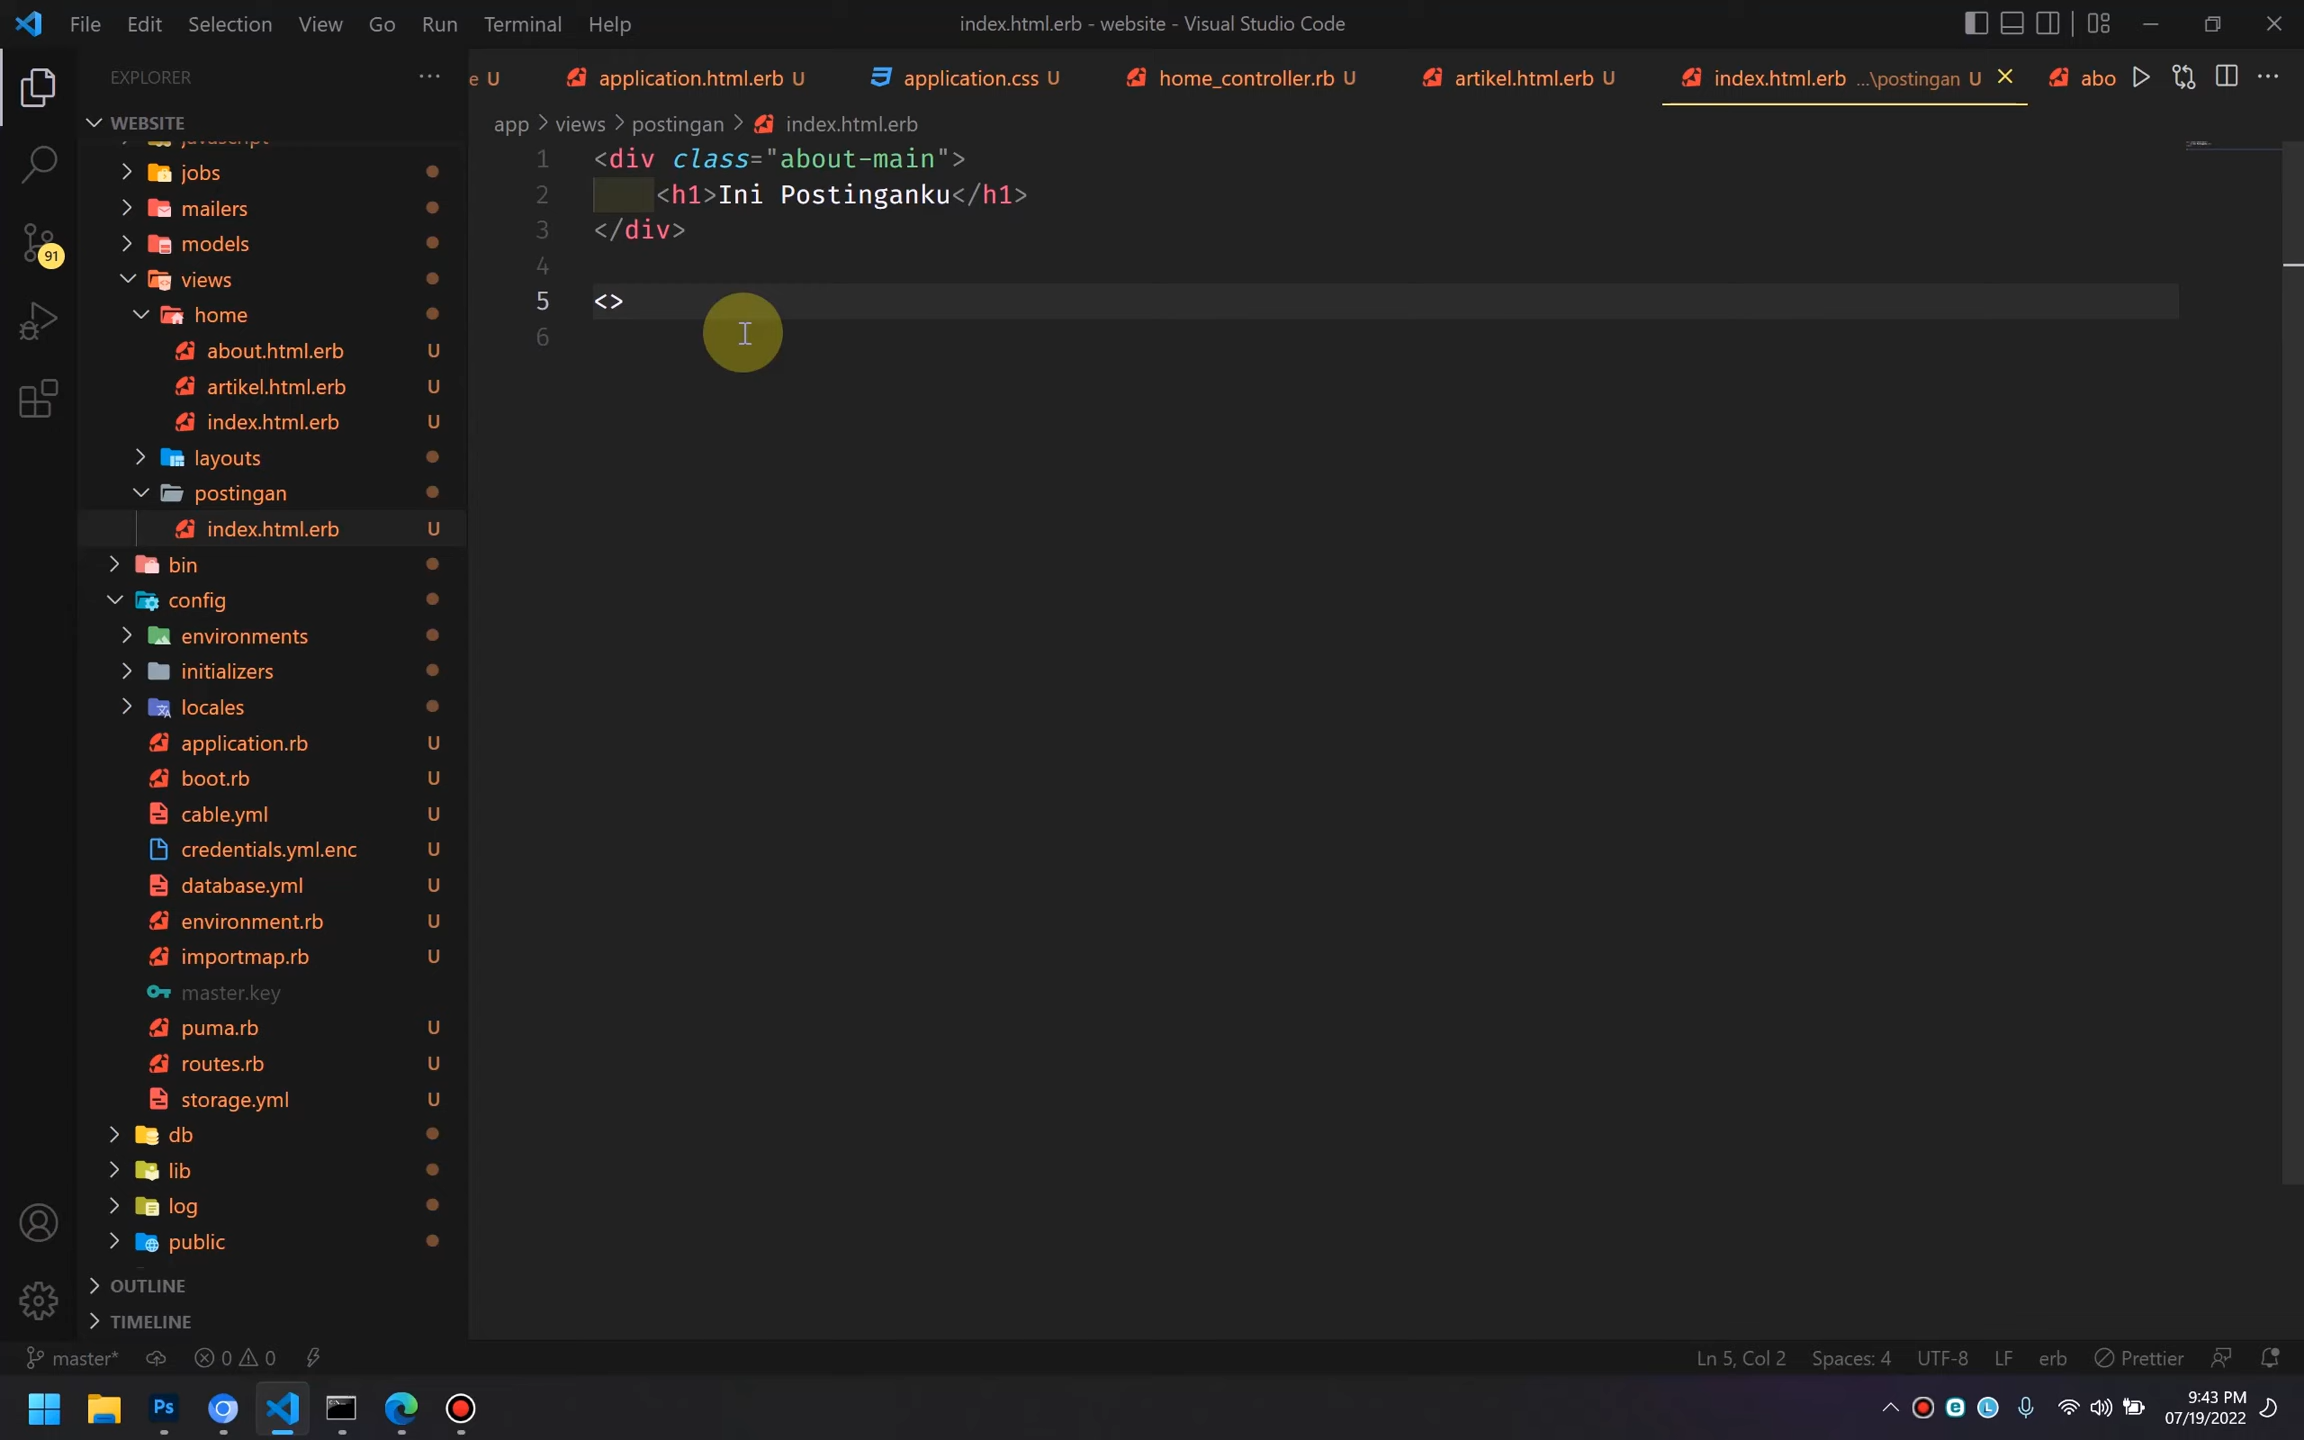 File Edit Selection View Go Run Terminal Help
index.html.erb - website - Visual Studio Code
EXPLORER
e U
application.html.erb U
application.css U
home_controller.rb U
artikel.html.erb U
index.html.erb ...\postingan U
abo
WEBSITE
app > views > postingan > index.html.erb
javascript
jobs
mailers
models
views
home
about.html.erb U
artikel.html.erb U
index.html.erb U
layouts
postingan
index.html.erb U
bin
config
environments
initializers
locales
application.rb U
boot.rb U
cable.yml U
credentials.yml.enc U
database.yml U
environment.rb U
importmap.rb U
master.key
puma.rb U
routes.rb U
storage.yml U
db
lib
log
public
OUTLINE
TIMELINE
91
1 <div class="about-main">
2 <h1>Ini Postinganku</h1>
3 </div>
4
5 <>
6
master* 0 0
Ln 5, Col 2 Spaces: 4 UTF-8 LF erb Prettier
Ps
9:43 PM
07/19/2022